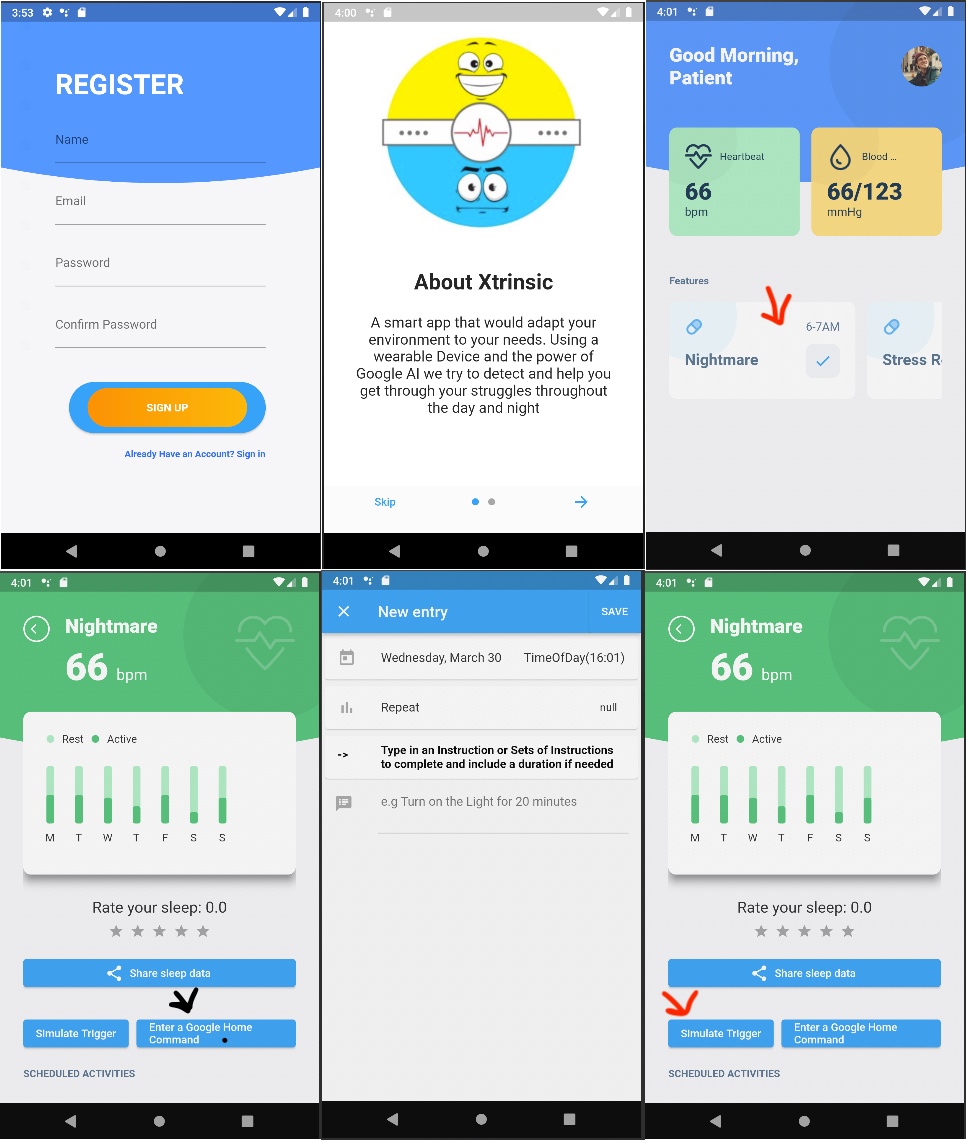 3:53
REGISTER
Name
Email
Password
Confirm Password
SIGN UP
Already Have an Account? Sign in
4:00
About Xtrinsic
A smart app that would adapt your
environment to your needs. Using a
wearable Device and the power of
Google AI we try to detect and help you
get through your struggles throughout
the day and night
Skip
4:01
Good Morning,
Patient
Heartbeat
66
bpm
Blood ...
66/123
mmHg
Features
6-7AM
Nightmare
Stress R
4:01
Nightmare
66 bpm
Rest Active
M T W T F S S
Rate your sleep: 0.0
Share sleep data
Simulate Trigger
Enter a Google Home
Command
SCHEDULED ACTIVITIES
4:01
New entry SAVE
Wednesday, March 30 TimeOfDay(16:01)
Repeat null
-> Type in an Instruction or Sets of Instructions
to complete and include a duration if needed
e.g Turn on the Light for 20 minutes
4:01
Nightmare
66 bpm
Rest Active
M T W T F S S
Rate your sleep: 0.0
Share sleep data
Simulate Trigger
Enter a Google Home
Command
SCHEDULED ACTIVITIES